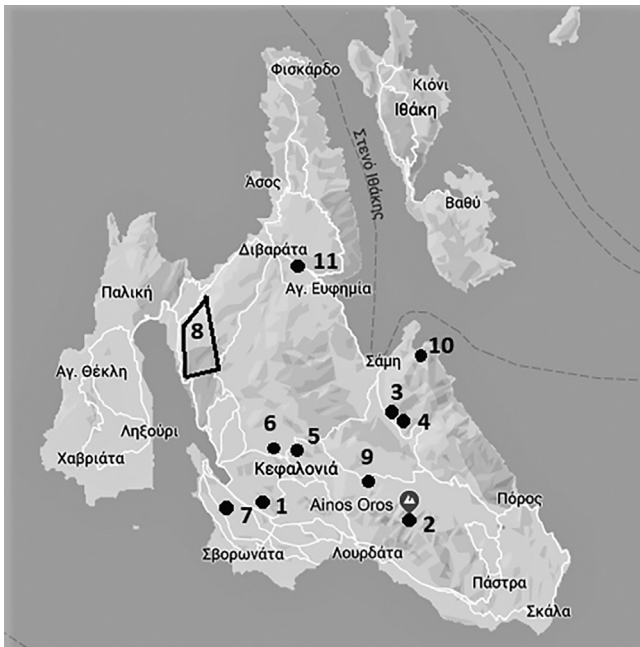 Φισκάρδο
Κιόνι
Ιθάκη
Στενό Ιθάκης
Άσος
Βαθύ
Διβαράτα
11
Αγ. Ευφημία
Παλική
8
Σάμη
10
Αγ. Θέκλη
3
4
Ληξούρι
6
5
Χαβριάτα
Κεφαλονιά
9
Πόρος
Ainos Oros
1
7
2
Σβορωνάτα
Λουρδάτα
Πάστρα
Σκάλα